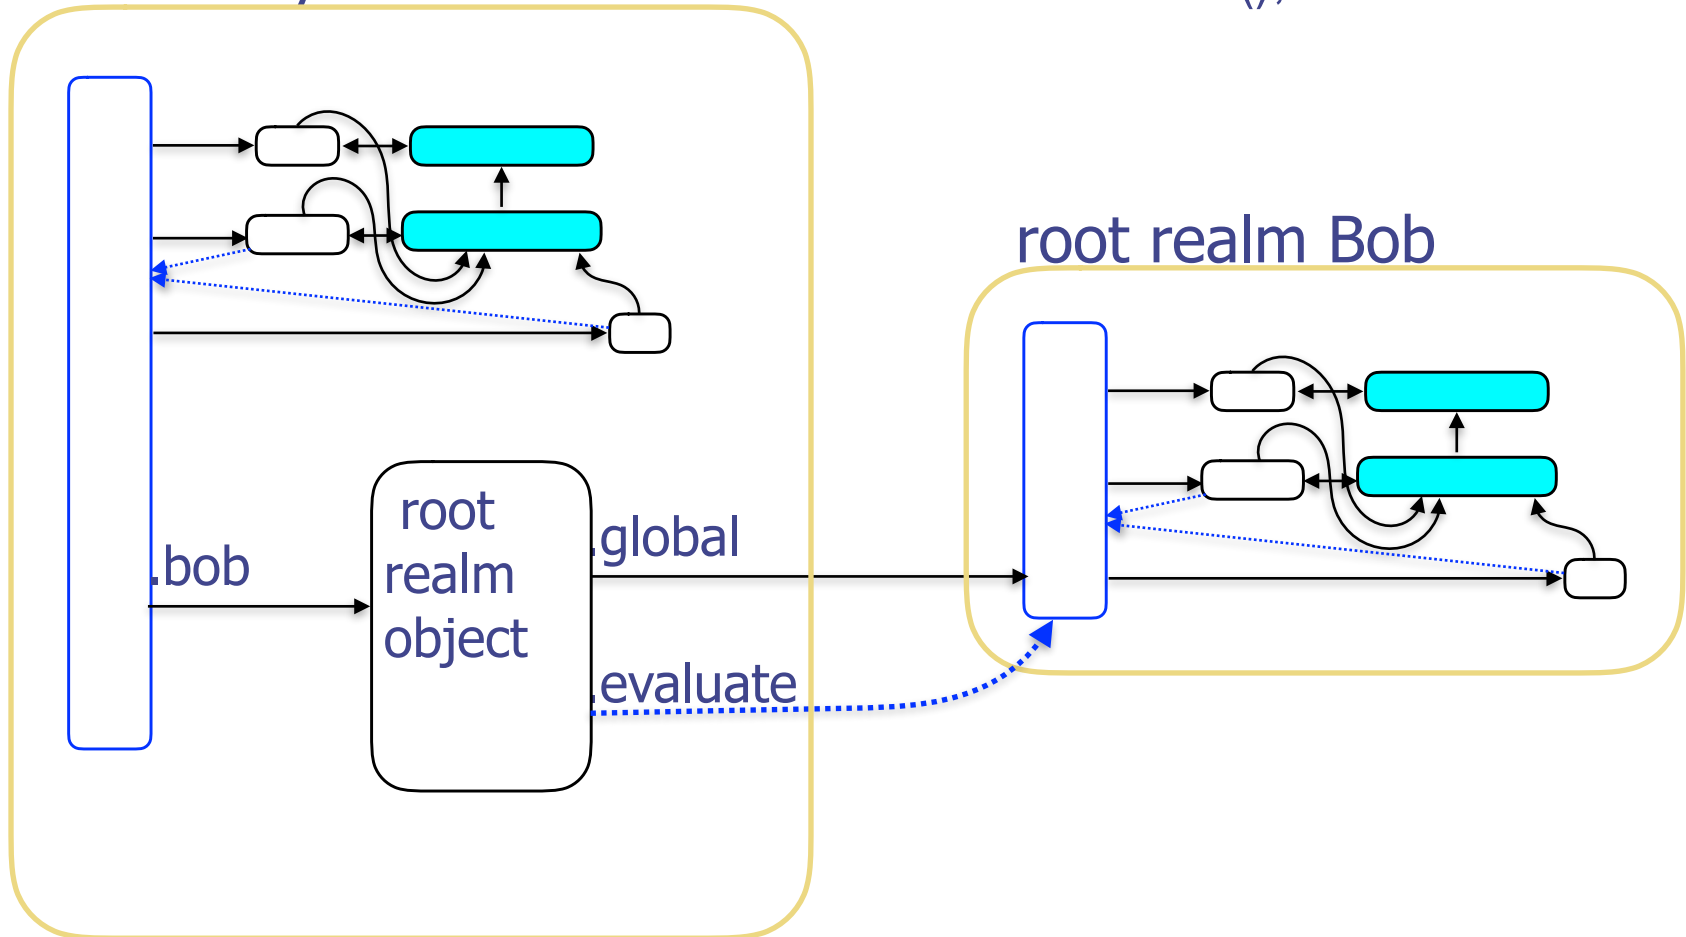 ();
root realm Bob
root
realm
object
.global
.bob
.evaluate